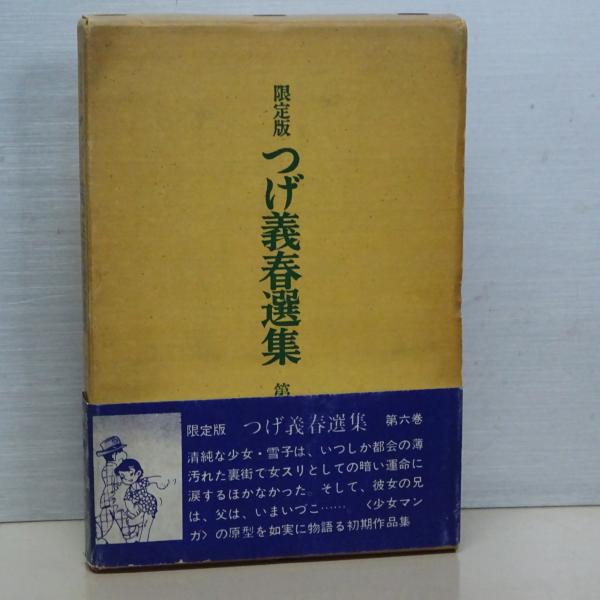 限定版
つげ義春選集
第
限定版 つげ義春選集 第六巻
清純な少女・雪子は、いつしか都会の薄
汚れた裏街で女スリとしての暗い運命に
涙するほかなかった。そして、彼女の兄
は、父は、いまいづこ……〈少女マン
ガ〉の原型を如実に物語る初期作品集